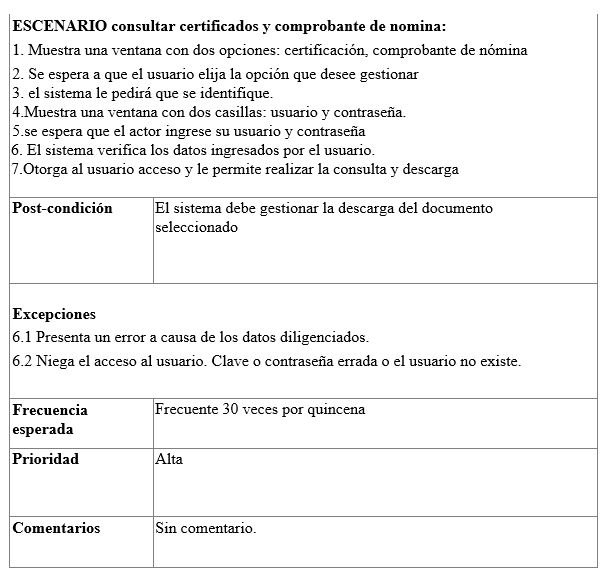 ESCENARIO consultar certificados y comprobante de nomina:
1. Muestra una ventana con dos opciones: certificación, comprobante de nómina
2. Se espera a que el usuario elija la opción que desee gestionar
3. el sistema le pedirá que se identifique.
4.Muestra una ventana con dos casillas: usuario y contraseña.
5.se espera que el actor ingrese su usuario y contraseña
6. El sistema verifica los datos ingresados por el usuario.
7.Otorga al usuario acceso y le permite realizar la consulta y descarga
Post-condición
El sistema debe gestionar la descarga del documento
seleccionado
Excepciones
6.1 Presenta un error a causa de los datos diligenciados.
6.2 Niega el acceso al usuario. Clave o contraseña errada o el usuario no existe.
Frecuencia
esperada
Frecuente 30 veces por quincena
Prioridad
Alta
Comentarios
Sin comentario.